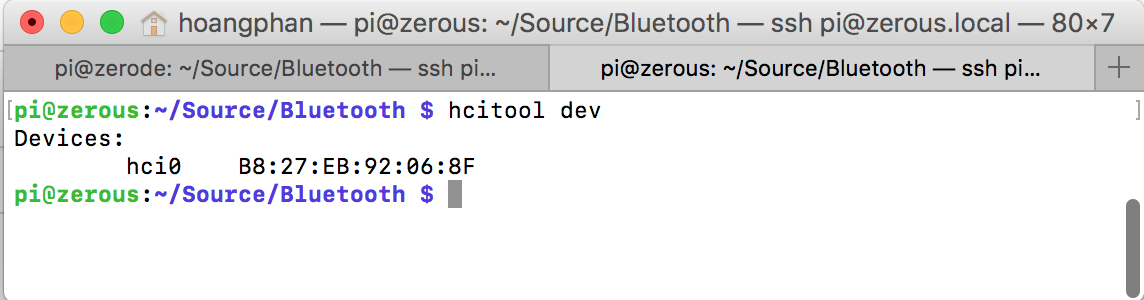 hoangphan — pi@zerous: ~/Source/Bluetooth — ssh pi@zerous.local — 80×7
pi@zerode: ~/Source/Bluetooth — ssh pi...
pi@zerous: ~/Source/Bluetooth — ssh pi...
[pi@zerous:~/Source/Bluetooth $ hcitool dev ]
Devices:
hci0 B8:27:EB:92:06:8F
pi@zerous:~/Source/Bluetooth $